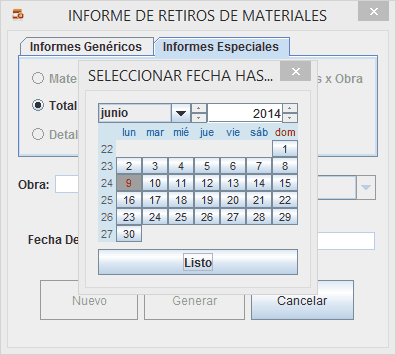 INFORME DE RETIROS DE MATERIALES
Informes Genéricos Informes Especiales
SELECCIONAR FECHA HAS...
Mate s x Obra
Total
Detal
junio 2014
lun mar mié jue vie sáb dom
22 1
23 2 3 4 5 6 7 8
24 9 10 11 12 13 14 15
25 16 17 18 19 20 21 22
26 23 24 25 26 27 28 29
27 30
Obra:
Fecha De
Listo
Nuevo Generar Cancelar